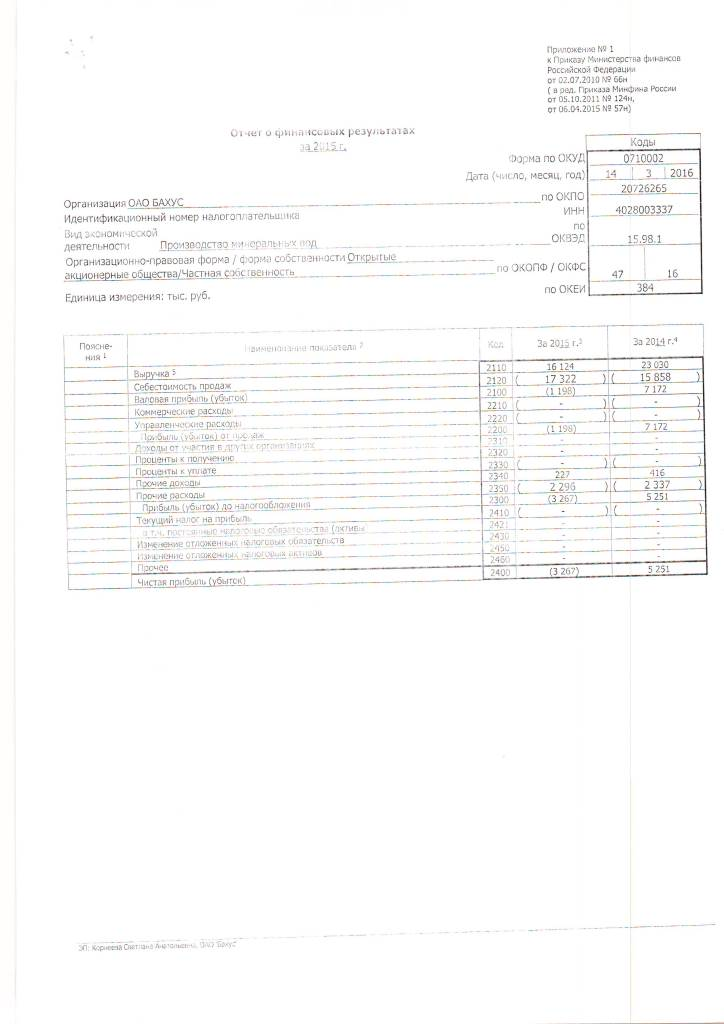 Приложение № 1
к Приказу Министерства финансов
Российской Федерации
от 02.07.2010 № 66н
( в ред. Приказа Минфина России
от 05.10.2011 № 124н,
от 06.04.2015 № 57н)
Отчет о финансовых результатах
за 2015 г.
Коды
Форма по ОКУД 0710002
Дата (число, месяц, год) 14 3 2016
Организация ОАО БАХУС по ОКПО 20726265
Идентификационный номер налогоплательщика ИНН 4028003337
Вид экономической
деятельности Производство минеральных вод по ОКВЭД 15.98.1
Организационно-правовая форма / форма собственности Открытые
акционерные общества/Частная собственность по ОКОПФ / ОКФС 47 16
Единица измерения: тыс. руб. по ОКЕИ 384
Поясне-ния 1 Наименование показателя 2 Код За 2015 г.3 За 2014 г.4
Выручка 5 2110 16 124 23 030
Себестоимость продаж 2120 ( 17 322 ) ( 15 858 )
Валовая прибыль (убыток) 2100 (1 198) 7 172
Коммерческие расходы 2210 ( - ) ( - )
Управленческие расходы 2220 ( - ) ( - )
Прибыль (убыток) от продаж 2200 (1 198) 7 172
Доходы от участия в других организациях 2310 - -
Проценты к получению 2320 - -
Проценты к уплате 2330 ( - ) ( - )
Прочие доходы 2340 227 416
Прочие расходы 2350 ( 2 296 ) ( 2 337 )
Прибыль (убыток) до налогообложения 2300 (3 267) 5 251
Текущий налог на прибыль 2410 ( - ) ( - )
в т.ч. постоянные налоговые обязательства (активы 2421 - -
Изменение отложенных налоговых обязательств 2430 - -
Изменение отложенных налоговых активов 2450 - -
Прочее 2460 - -
Чистая прибыль (убыток) 2400 (3 267) 5 251
ЭП: Корнеева Светлана Анатольевна, ОАО "Бахус"